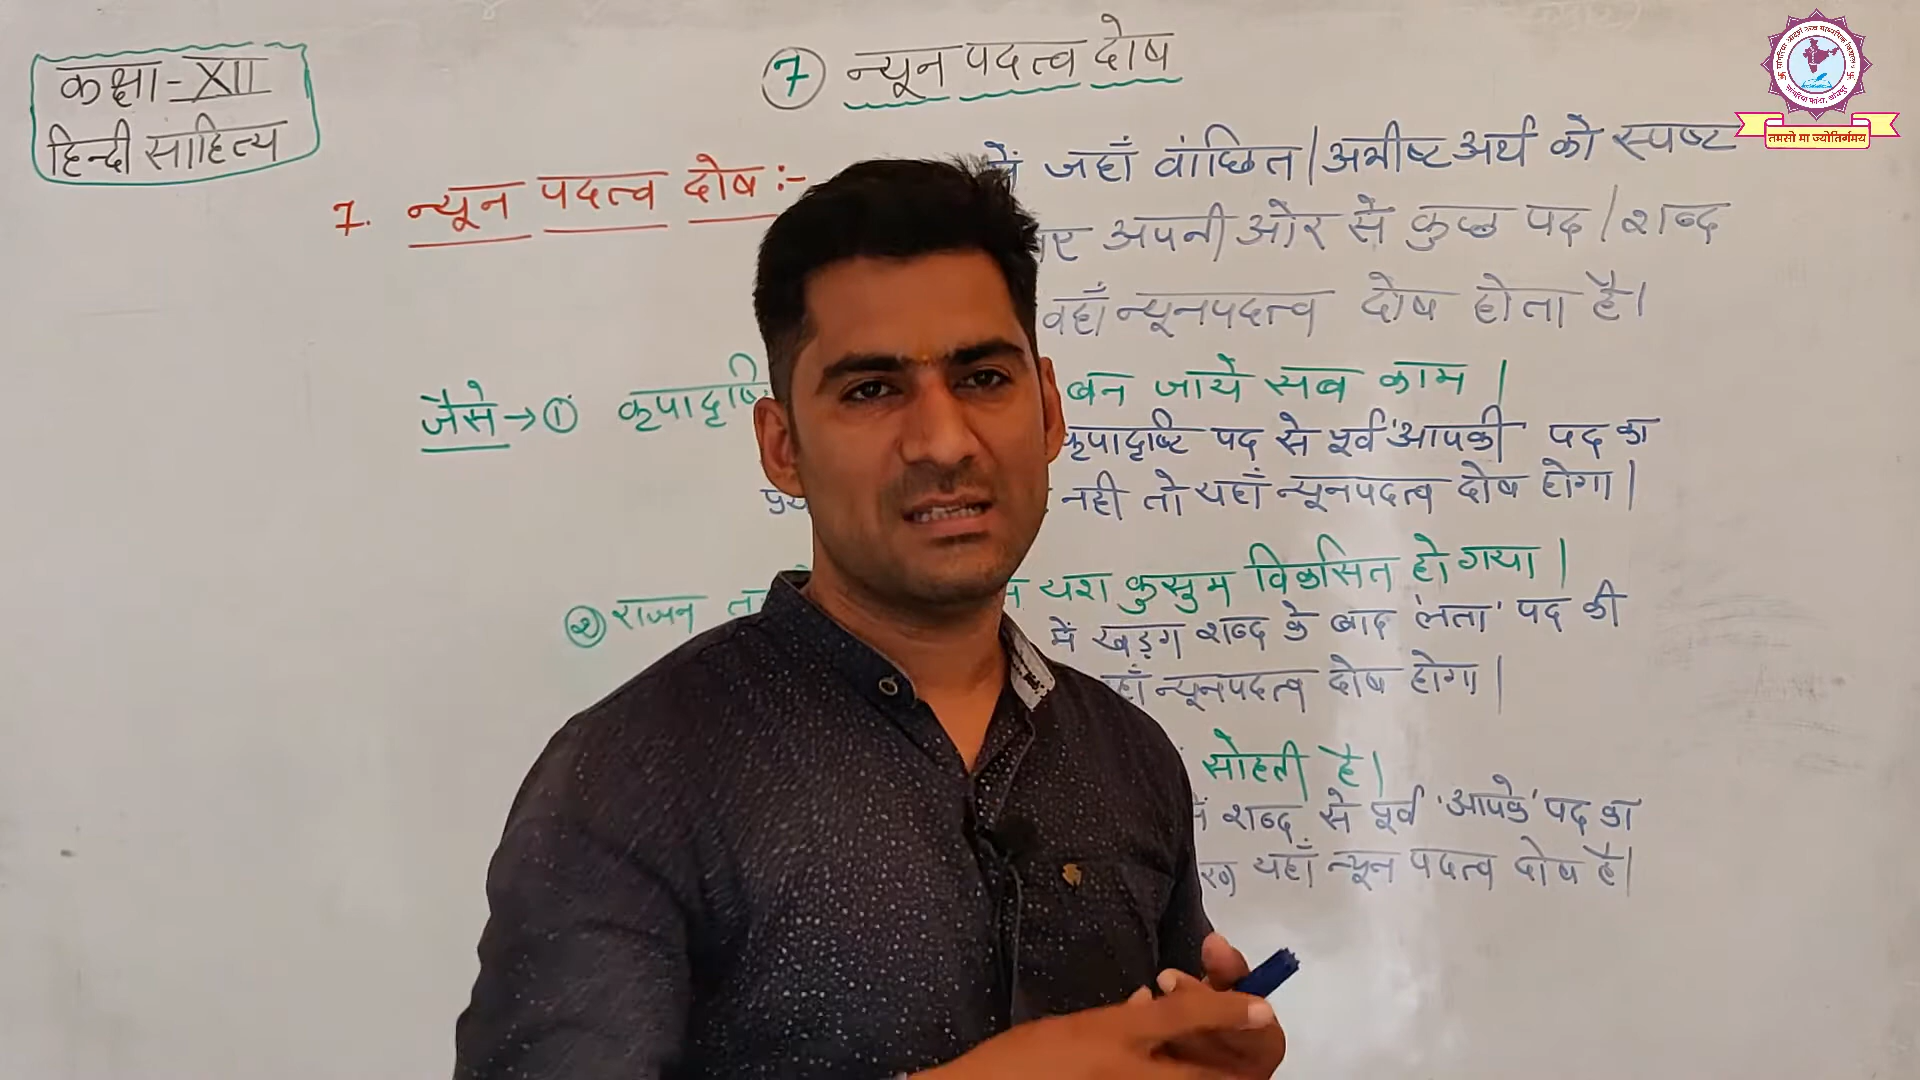 कक्षा-XII
हिन्दी साहित्य
7 न्यून पदत्व दोष
7. न्यून पदत्व दोष :-
में जहाँ वांछित/अभीष्ट अर्थ को स्पष्ट
अपनी ओर से कुछ पद/शब्द
वहाँ न्यूनपदत्व दोष होता है।
जैसे → ① कृपादृष्टि बन जाये सब काम।
कृपादृष्टि पद से पूर्व 'आपकी' पद का
नही तो यहाँ न्यूनपदत्व दोष होगा।
② राजन यश कुसुम विकसित हो गया।
में खड़ग शब्द के बाद 'लता' पद की
न्यूनपदत्व दोष होगा।
सोहती है।
शब्द से पूर्व 'आपके' पद का
यहाँ न्यून पदत्व दोष है।
तमसो मा ज्योतिर्गमय